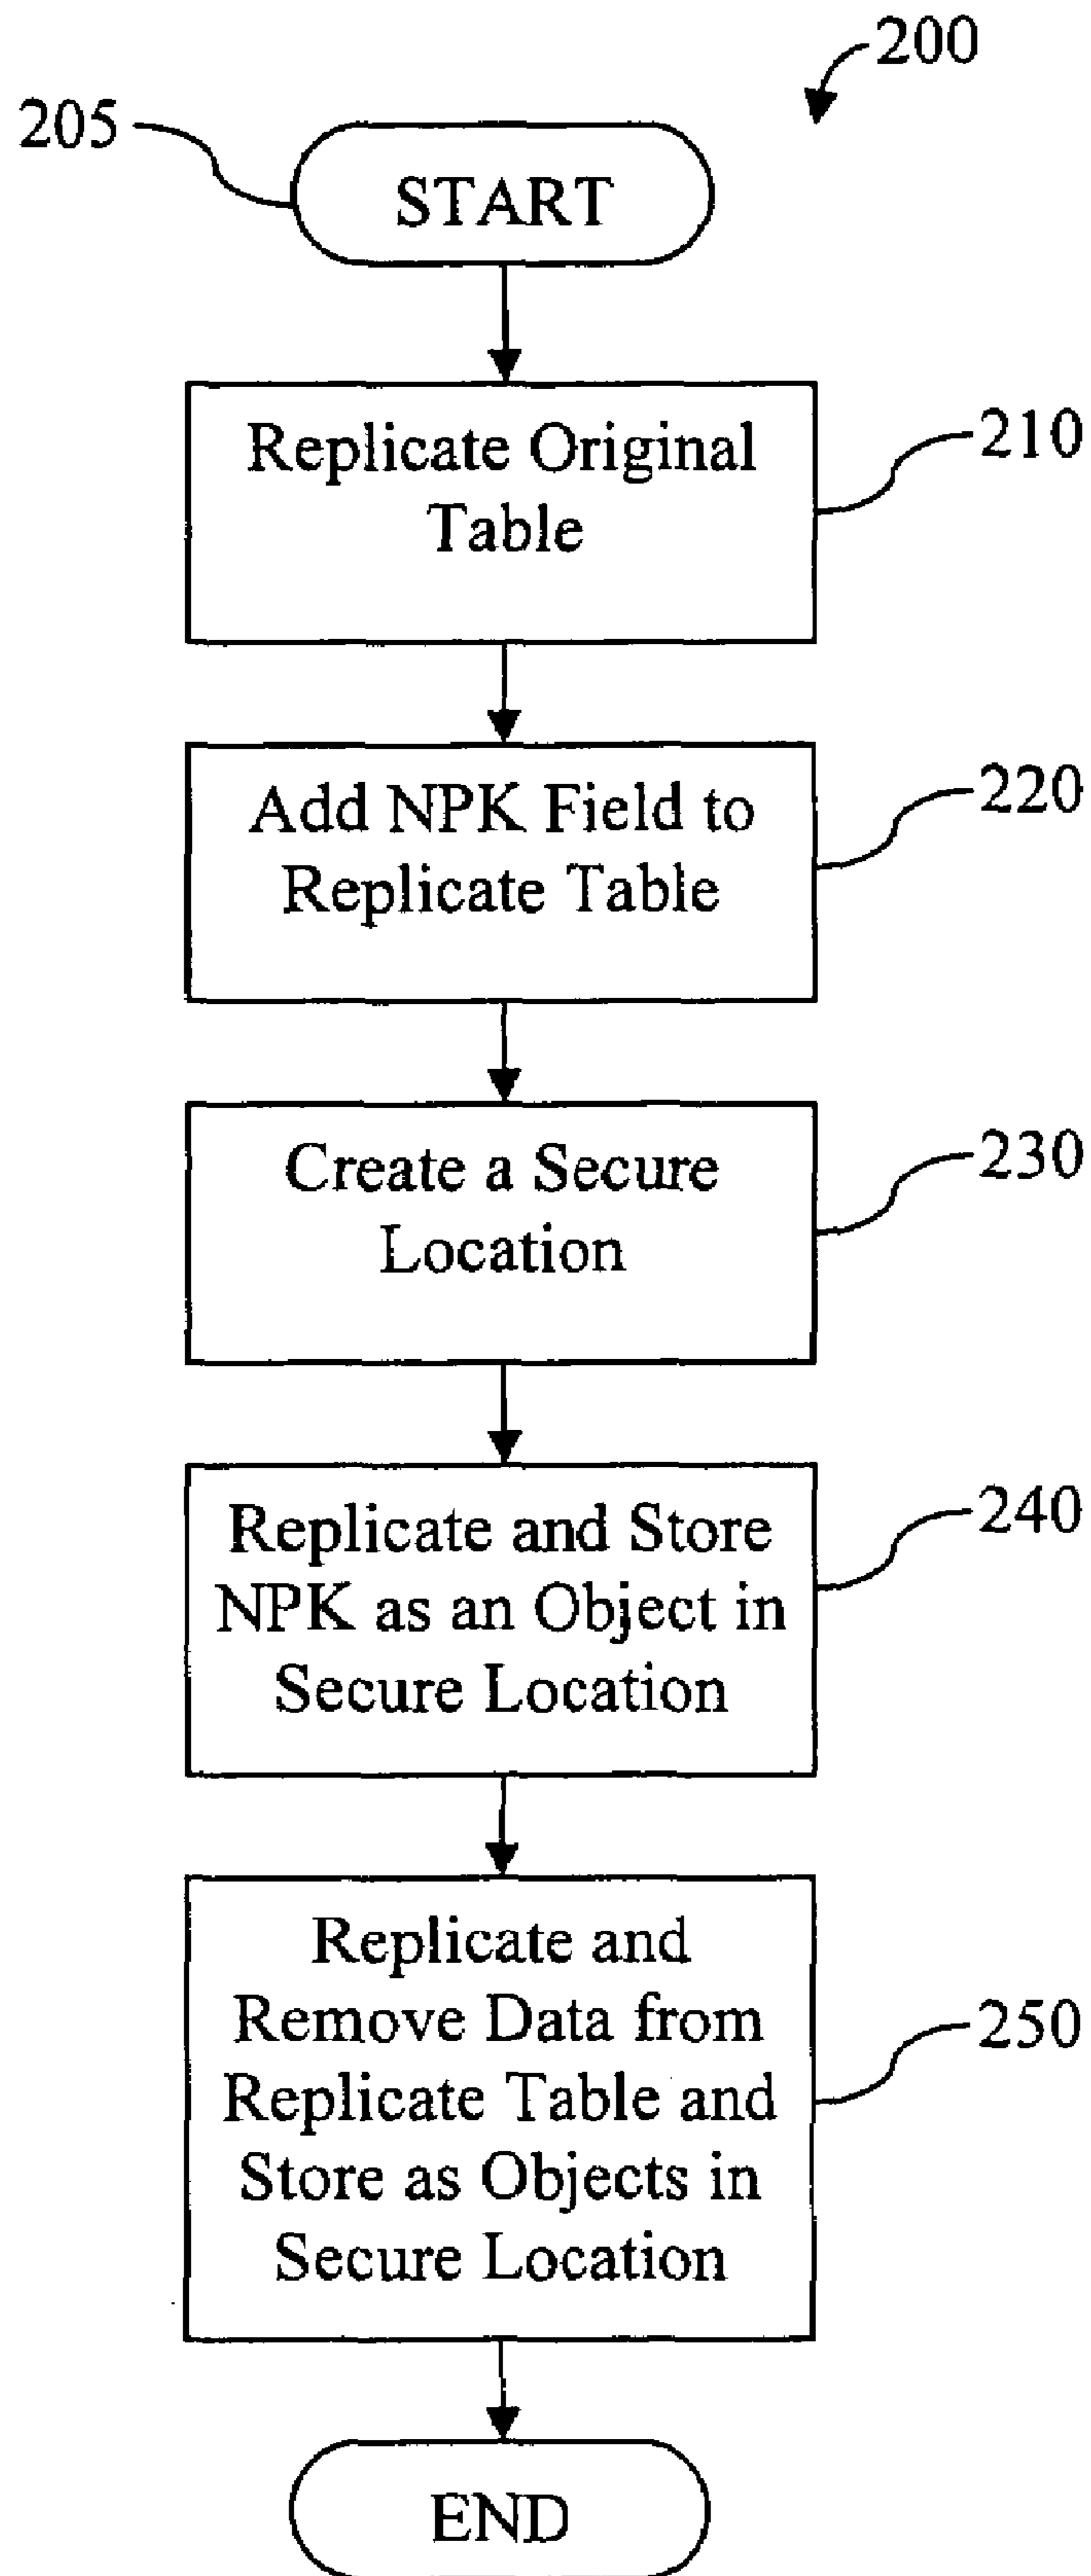 200
205
START
Replicate Original
Table
210
Add NPK Field to
Replicate Table
220
Create a Secure
Location
230
Replicate and Store
NPK as an Object in
Secure Location
240
Replicate and
Remove Data from
Replicate Table and
Store as Objects in
Secure Location
250
END